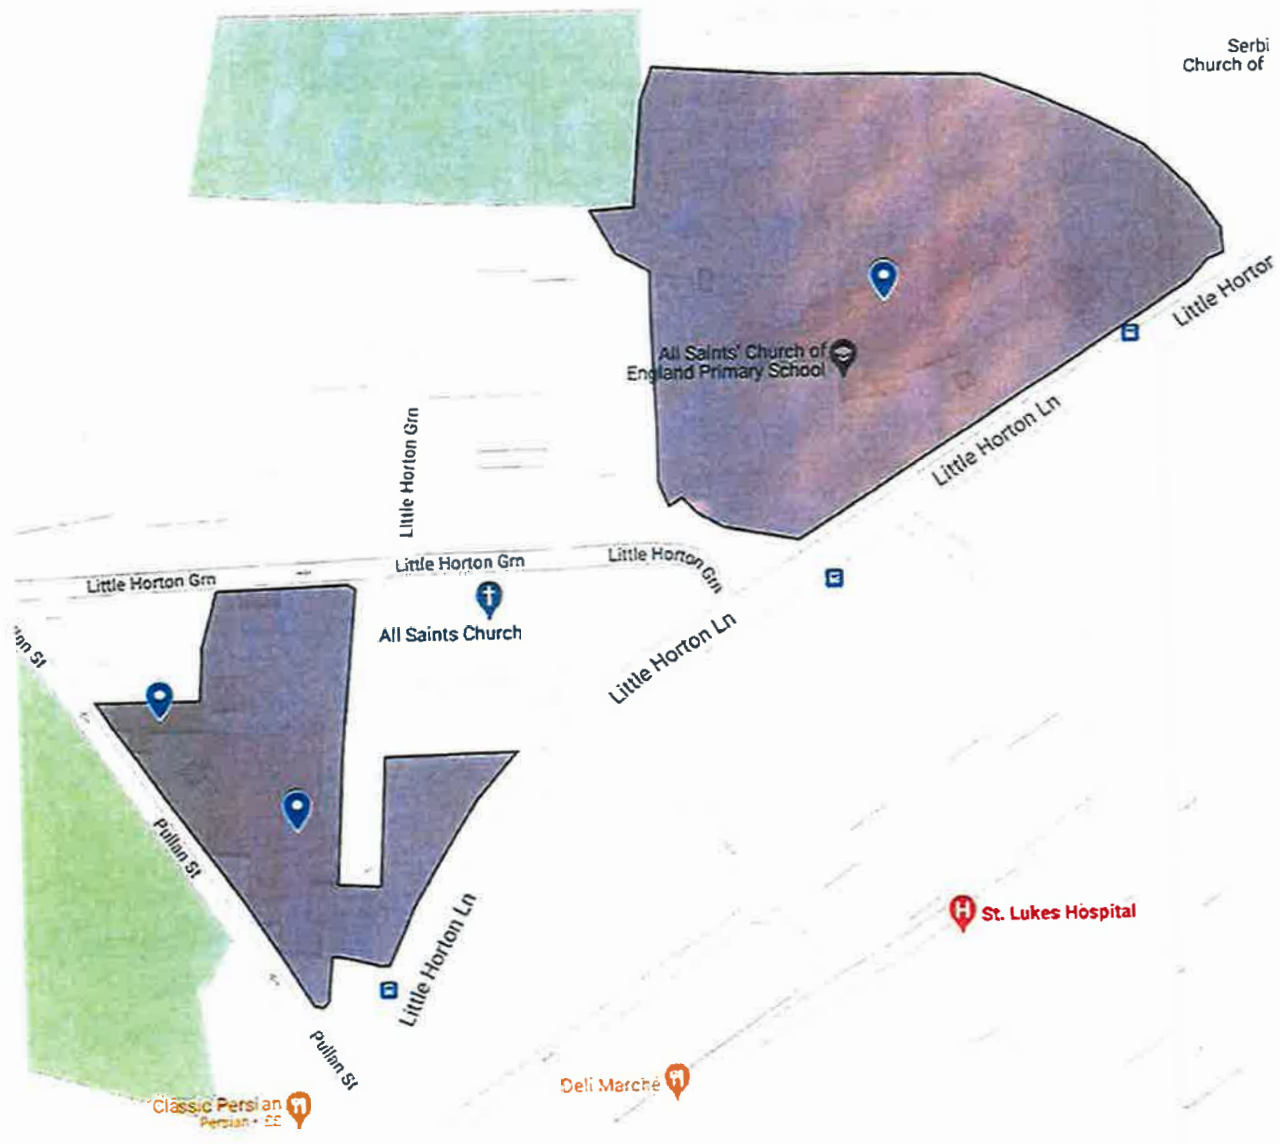 Serbi
Church of
Little Hortor
All Saints' Church of
England Primary School
Little Horton Ln
Little Horton Grn
Little Horton Grn
Little Horton Grn
Little Horton Grn
All Saints Church
Little Horton Ln
Pullan St
St. Lukes Hospital
Little Horton Ln
Pullan St
Deli Marché
Classic Persian
Persian · ££